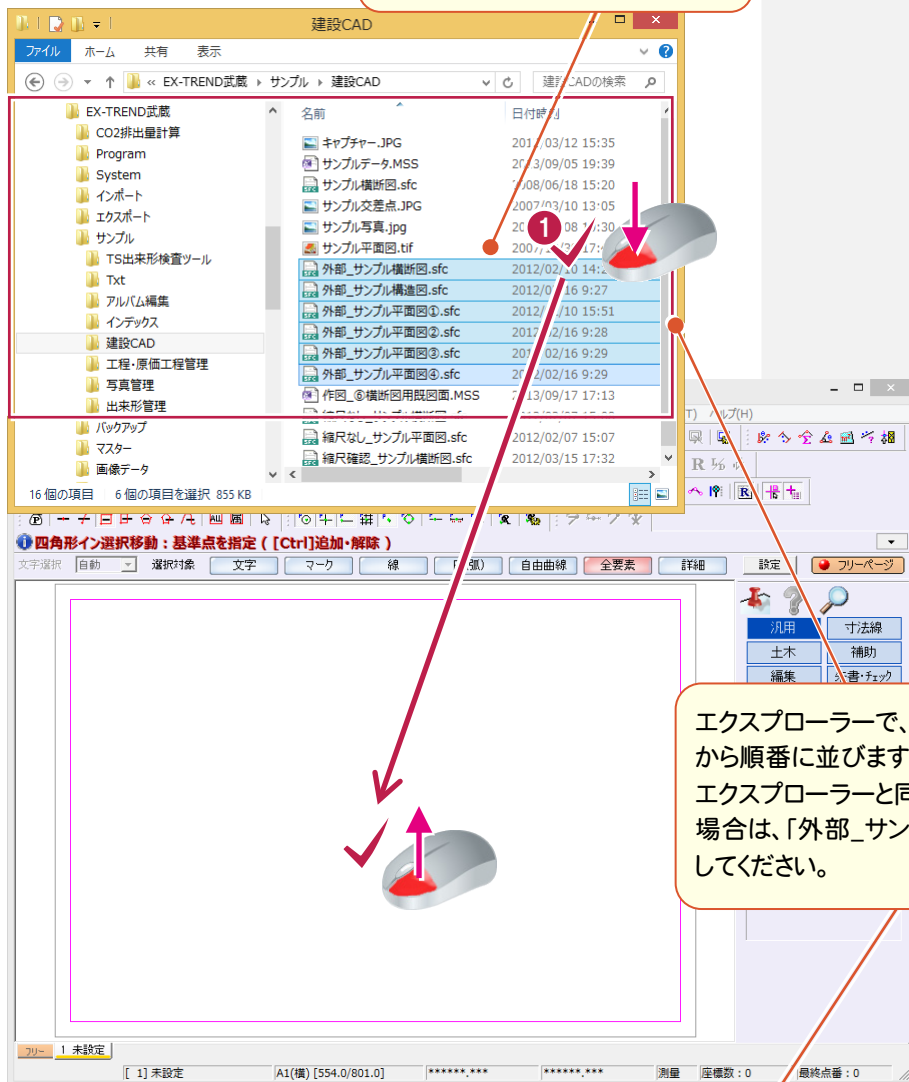 建設CAD
ファイル ホーム 共有 表示
« EX-TREND武蔵 ▸ サンプル ▸ 建設CAD
建設CADの検索
EX-TREND武蔵
CO2排出量計算
Program
System
インポート
エクスポート
サンプル
TS出来形検査ツール
Txt
アルバム編集
インデックス
建設CAD
工程・原価工程管理
写真管理
出来形管理
バックアップ
マスター
画像データ
名前 日付時刻
キャプチャー.JPG 2014/03/12 15:35
サンプルデータ.MSS 2013/09/05 19:39
サンプル横断図.sfc 2008/06/18 15:20
サンプル交差点.JPG 2007/03/10 13:05
サンプル写真.jpg
サンプル平面図.tif
外部_サンプル横断図.sfc 2012/02/10
外部_サンプル構造図.sfc 2012/02/16 9:27
外部_サンプル平面図①.sfc 2012/02/10 15:51
外部_サンプル平面図②.sfc 2012/02/16 9:28
外部_サンプル平面図③.sfc 2012/02/16 9:29
外部_サンプル平面図④.sfc 2012/02/16 9:29
作図_⑥横断図用既図面.MSS 2013/09/17 17:13
縮尺なし_サンプル平面図.sfc 2012/02/07 15:07
縮尺確認_サンプル横断図.sfc 2012/03/15 17:32
16 個の項目 6 個の項目を選択 855 KB
1
ヘルプ(H)
四角形イン選択移動：基準点を指定 ( [Ctrl]追加・解除 )
文字選択 自動 選択対象 文字 マーク 線 自由曲線 全要素 詳細 設定 フリーページ
汎用 寸法線
土木 補助
編集
エクスプローラーで、
から順番に並びます
エクスプローラーと同
場合は、「外部_サン
してください。
フリー 1 未設定
[ 1] 未設定 A1(横) [554.0/801.0] ******.*** ******.*** 測量 座標数：0 最終点番：0